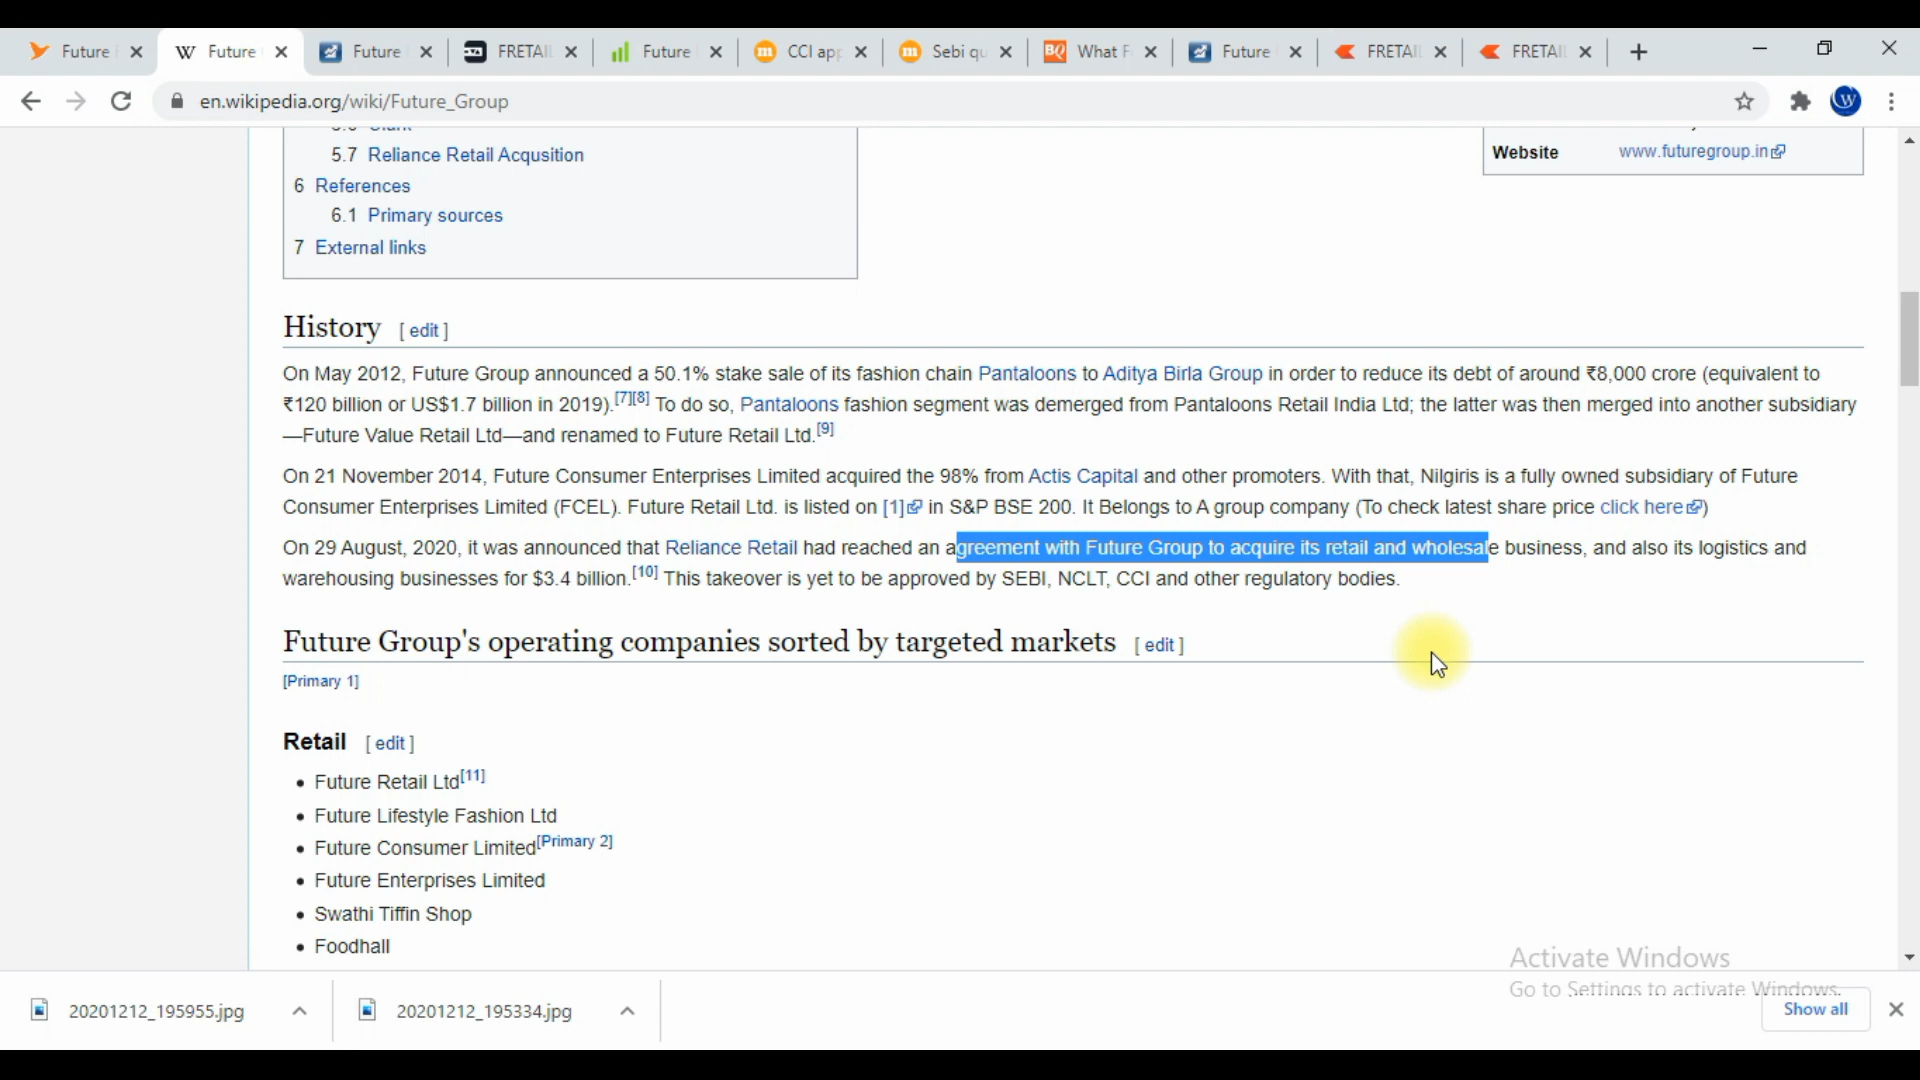 Future
Future
Future
FRETAIL
Future
CCI app
Sebi qu
BQ
What F
Future
FRETAIL
FRETAIL
en.wikipedia.org/wiki/Future_Group
5.7 Reliance Retail Acqusition
6 References
6.1 Primary sources
7 External links
Website www.futuregroup.in
History [ edit ]
On May 2012, Future Group announced a 50.1% stake sale of its fashion chain Pantaloons to Aditya Birla Group in order to reduce its debt of around ₹8,000 crore (equivalent to
₹120 billion or US$1.7 billion in 2019).[7][8] To do so, Pantaloons fashion segment was demerged from Pantaloons Retail India Ltd; the latter was then merged into another subsidiary
—Future Value Retail Ltd—and renamed to Future Retail Ltd.[9]
On 21 November 2014, Future Consumer Enterprises Limited acquired the 98% from Actis Capital and other promoters. With that, Nilgiris is a fully owned subsidiary of Future
Consumer Enterprises Limited (FCEL). Future Retail Ltd. is listed on [1] in S&P BSE 200. It Belongs to A group company (To check latest share price click here)
On 29 August, 2020, it was announced that Reliance Retail had reached an agreement with Future Group to acquire its retail and wholesale business, and also its logistics and
warehousing businesses for $3.4 billion.[10] This takeover is yet to be approved by SEBI, NCLT, CCI and other regulatory bodies.
Future Group's operating companies sorted by targeted markets [ edit ]
[Primary 1]
Retail [ edit ]
• Future Retail Ltd[11]
• Future Lifestyle Fashion Ltd
• Future Consumer Limited[Primary 2]
• Future Enterprises Limited
• Swathi Tiffin Shop
• Foodhall
Activate Windows
Go to Settings to activate Windows.
20201212_195955.jpg
20201212_195334.jpg
Show all